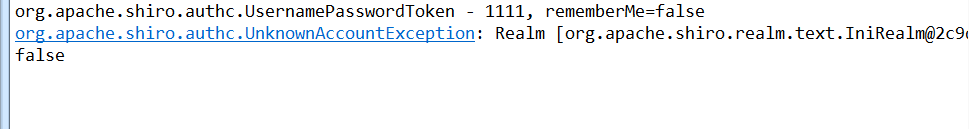 org.apache.shiro.authc.UsernamePasswordToken - 1111, rememberMe=false
org.apache.shiro.authc.UnknownAccountException: Realm [org.apache.shiro.realm.text.IniRealm@2c9
false